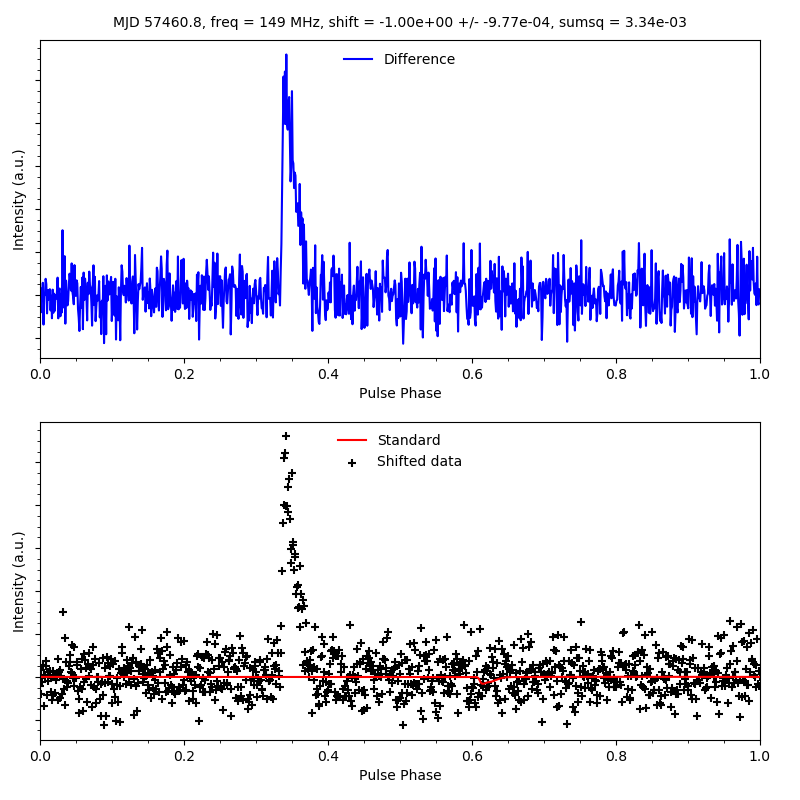 MJD 57460.8, freq = 149 MHz, shift = -1.00e+00 +/- -9.77e-04, sumsq = 3.34e-03
Difference
Intensity (a.u.)
0.0 0.2 0.4 0.6 0.8 1.0
Pulse Phase
Standard
Shifted data
Intensity (a.u.)
0.0 0.2 0.4 0.6 0.8 1.0
Pulse Phase